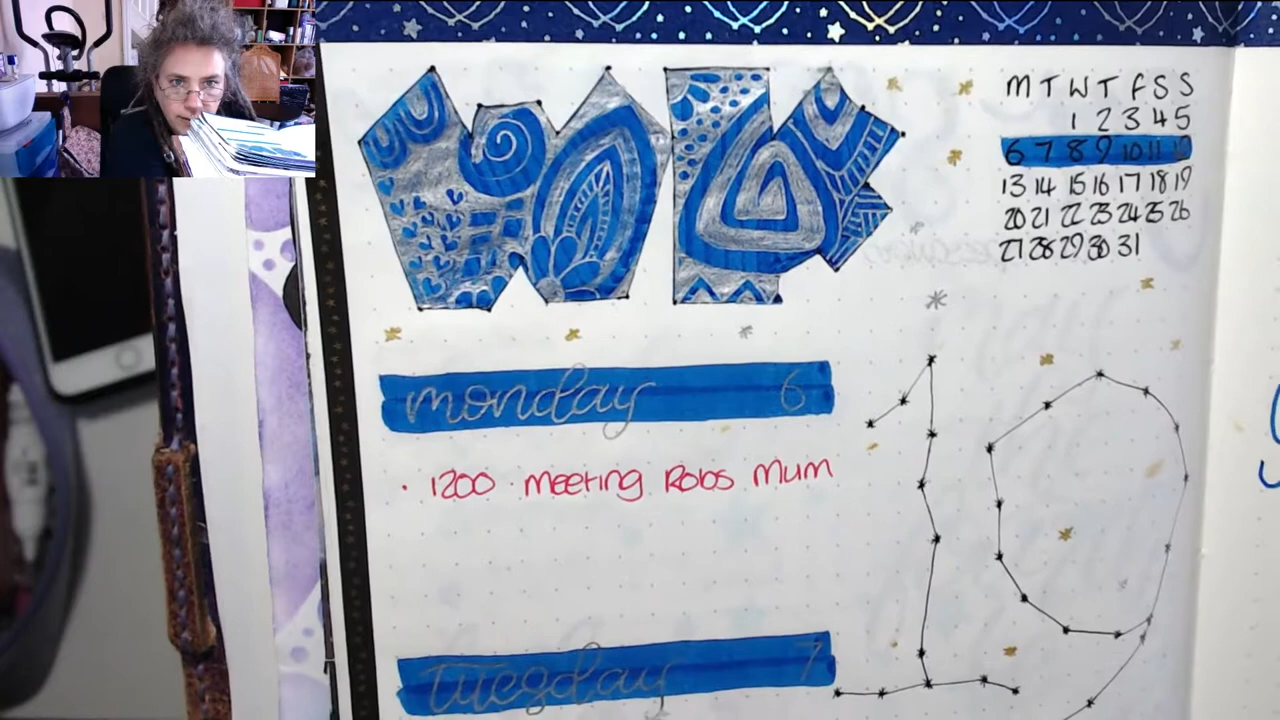 WK
M T W T F S S
1 2 3 4 5
6 7 8 9 10 11 12
13 14 15 16 17 18 19
20 21 22 23 24 25 26
27 28 29 30 31
monday 6
• 1200 meeting Robs Mum
19
tuesday 7